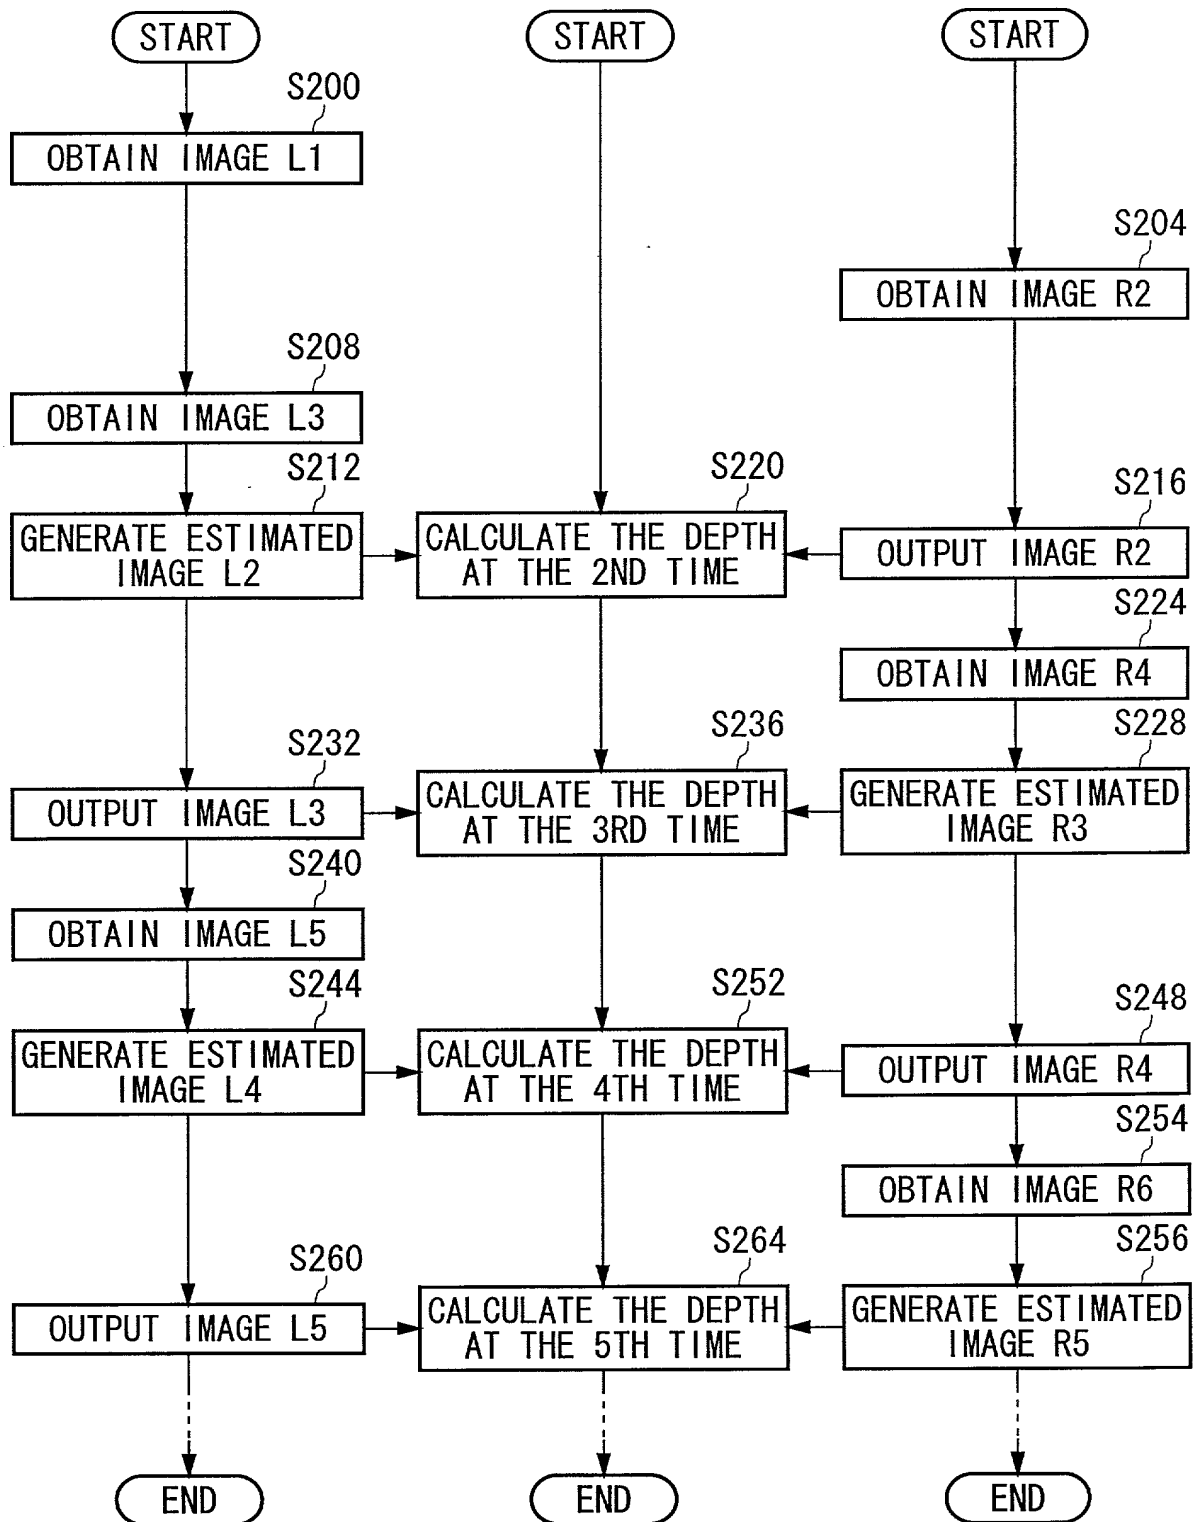 START
START
START
S200
OBTAIN IMAGE L1
S204
OBTAIN IMAGE R2
S208
OBTAIN IMAGE L3
S212
GENERATE ESTIMATED
IMAGE L2
S220
CALCULATE THE DEPTH
AT THE 2ND TIME
S216
OUTPUT IMAGE R2
S224
OBTAIN IMAGE R4
S232
OUTPUT IMAGE L3
S236
CALCULATE THE DEPTH
AT THE 3RD TIME
S228
GENERATE ESTIMATED
IMAGE R3
S240
OBTAIN IMAGE L5
S244
GENERATE ESTIMATED
IMAGE L4
S252
CALCULATE THE DEPTH
AT THE 4TH TIME
S248
OUTPUT IMAGE R4
S254
OBTAIN IMAGE R6
S260
OUTPUT IMAGE L5
S264
CALCULATE THE DEPTH
AT THE 5TH TIME
S256
GENERATE ESTIMATED
IMAGE R5
END
END
END